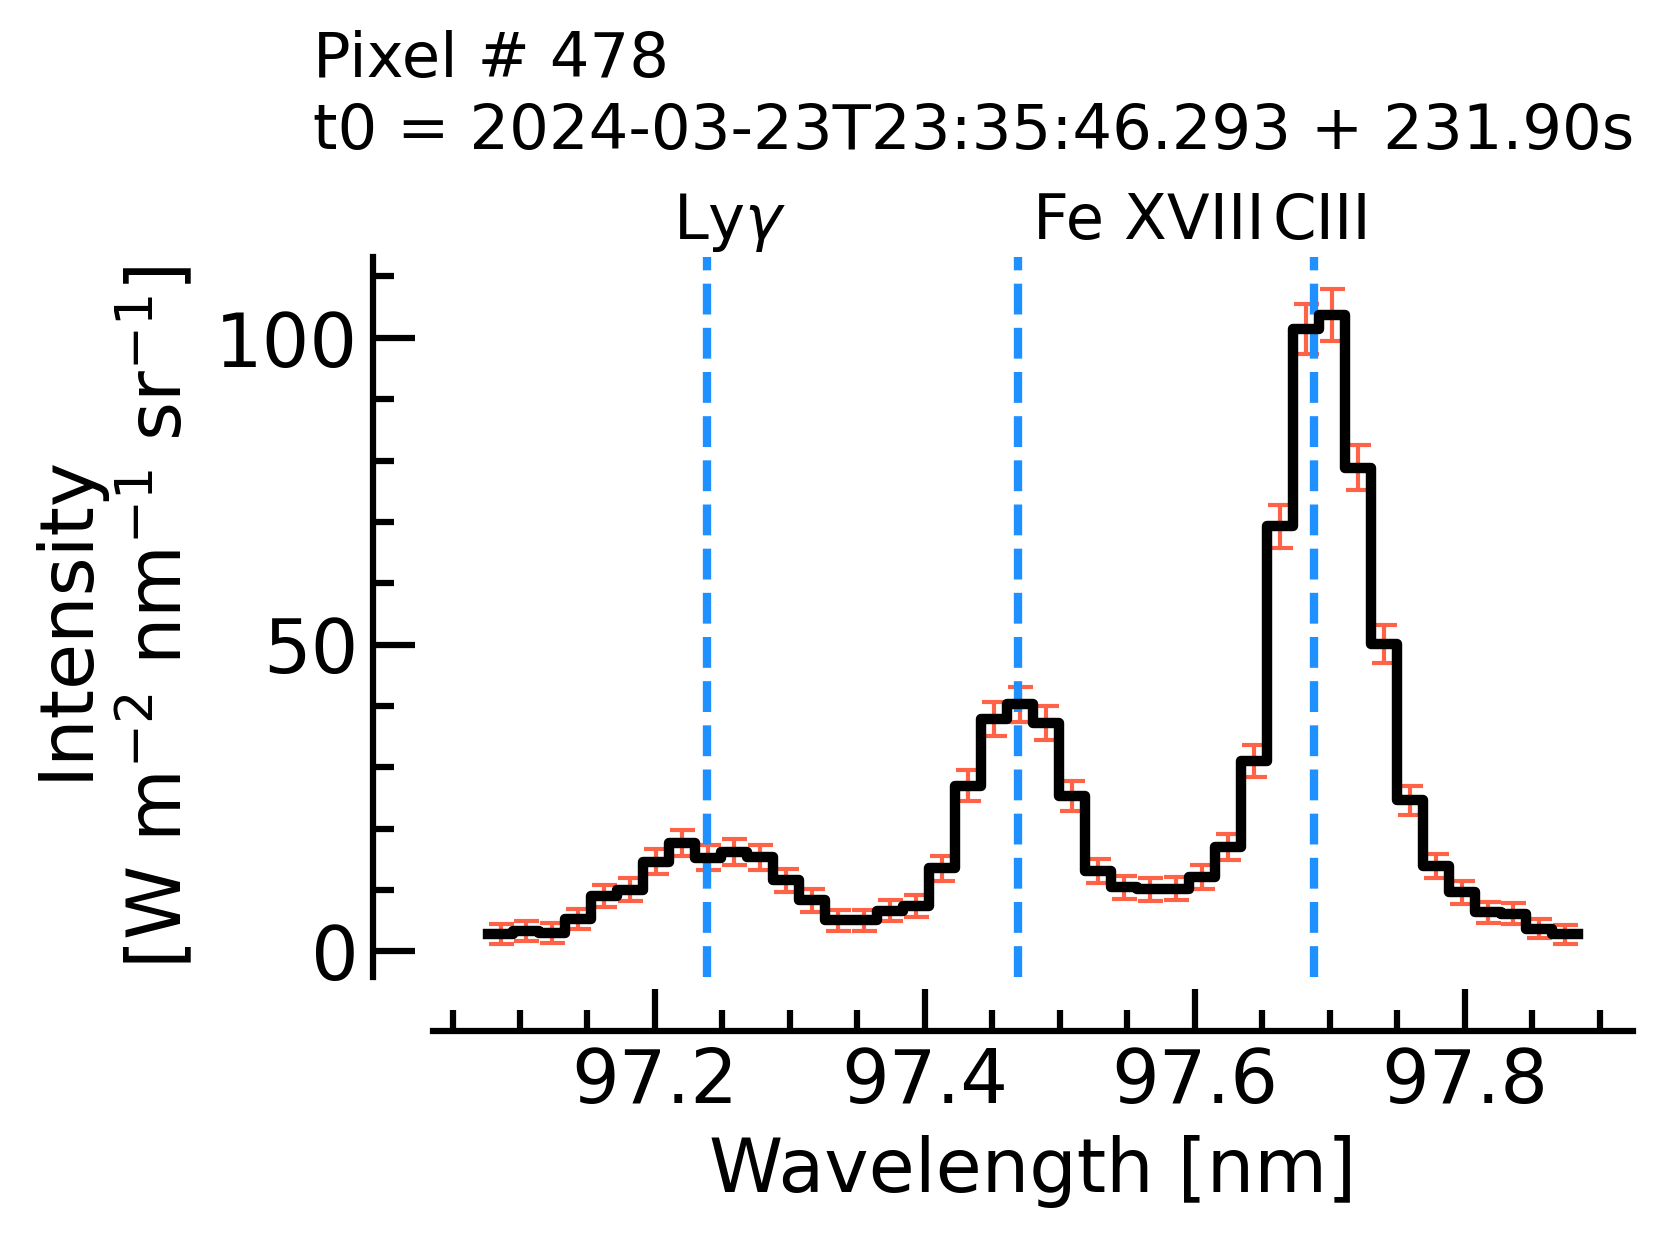 Pixel # 478
t0 = 2024-03-23T23:35:46.293 + 231.90s
Lyγ Fe XVIII CIII
Intensity
[W m⁻² nm⁻¹ sr⁻¹]
100
50
0
97.2 97.4 97.6 97.8
Wavelength [nm]